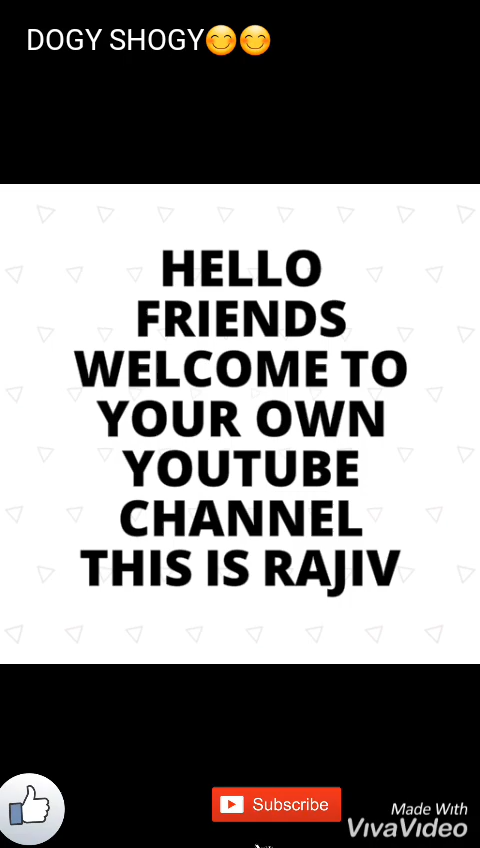 DOGY SHOGY😊😊
HELLO
FRIENDS
WELCOME TO
YOUR OWN
YOUTUBE
CHANNEL
THIS IS RAJIV
Subscribe
Made With
VivaVideo